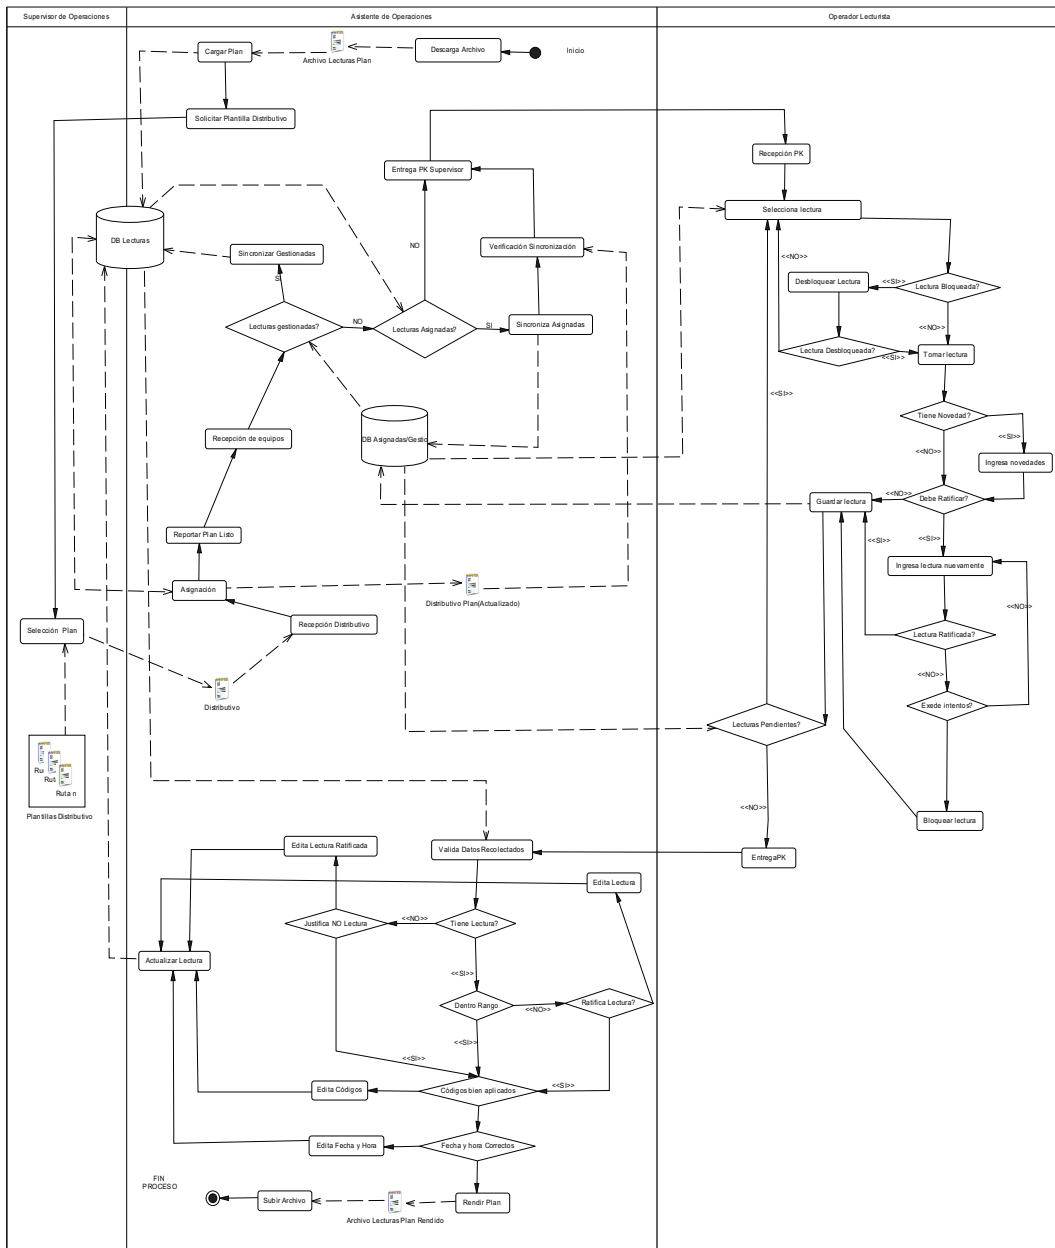 Supervisor de Operaciones
Asistente de Operaciones
Operador Lecturista
Cargar Plan
Archivo Lecturas Plan
Descarga Archivo
Inicio
Solicitar Plantilla Distributivo
Entrega PK Supervisor
Recepción PK
Selecciona lectura
DB Lecturas
Sincronizar Gestionadas
NO
Verificación Sincronización
<<NO>>
Desbloquear Lectura
<<SI>>
Lectura Bloqueada?
SI
Lecturas gestionadas?
NO
Lecturas Asignadas?
SI
Sincroniza Asignadas
<<NO>>
Lectura Desbloqueada?
<<SI>>
Tomar lectura
<<SI>>
Tiene Novedad?
<<SI>>
Recepción de equipos
DB Asignadas/Gestio
<<NO>>
Ingresa novedades
Guardar lectura
<<NO>>
Debe Ratificar?
Reportar Plan Listo
<<SI>>
<<SI>>
Ingresa lectura nuevamente
Asignación
Distributivo Plan(Actualizado)
<<NO>>
Selección Plan
Recepción Distributivo
Lectura Ratificada?
<<NO>>
Distributivo
Exede intentos?
Lecturas Pendientes?
Ru
Rut
Ruta n
Plantillas Distributivo
<<NO>>
Bloquear lectura
Edita Lectura Ratificada
Valida Datos Recolectados
EntregaPK
Edita Lectura
Justifica NO Lectura
<<NO>>
Tiene Lectura?
Actualizar Lectura
<<SI>>
Dentro Rango
<<NO>>
Ratifica Lectura?
<<SI>>
<<SI>>
Edita Códigos
Códigos bien aplicados
<<SI>>
Edita Fecha y Hora
Fecha y hora Correctos
FIN
PROCESO
Subir Archivo
Archivo Lecturas Plan Rendido
Rendir Plan